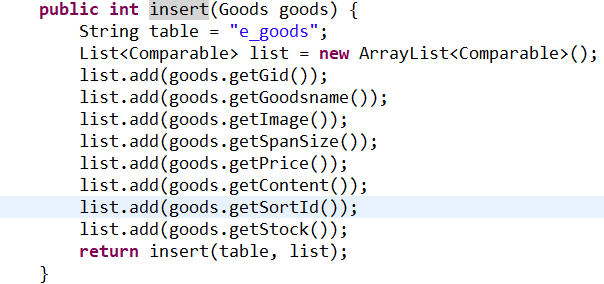 public int insert(Goods goods) {
String table = "e_goods";
List<Comparable> list = new ArrayList<Comparable>();
list.add(goods.getGid());
list.add(goods.getGoodsname());
list.add(goods.getImage());
list.add(goods.getSpanSize());
list.add(goods.getPrice());
list.add(goods.getContent());
list.add(goods.getSortId());
list.add(goods.getStock());
return insert(table, list);
}